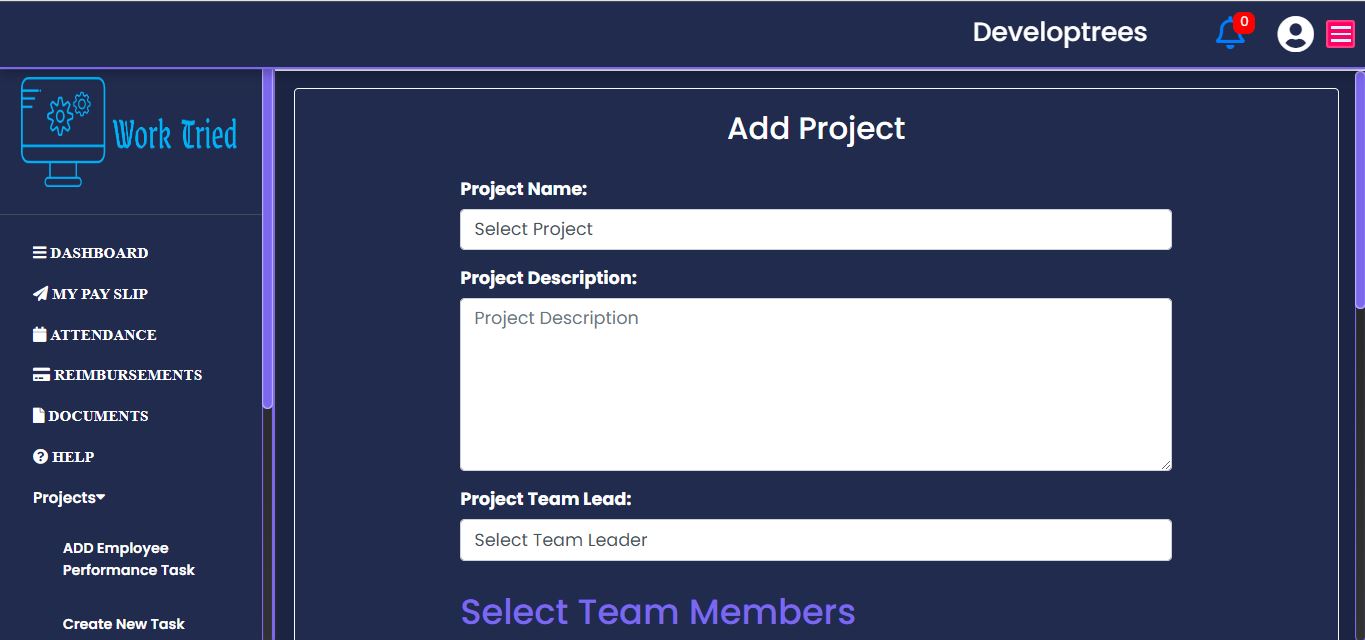 Developtrees
0
Work Tried
DASHBOARD
MY PAY SLIP
ATTENDANCE
REIMBURSEMENTS
DOCUMENTS
HELP
Projects
ADD Employee
Performance Task
Create New Task
Add Project
Project Name:
Select Project
Project Description:
Project Description
Project Team Lead:
Select Team Leader
Select Team Members